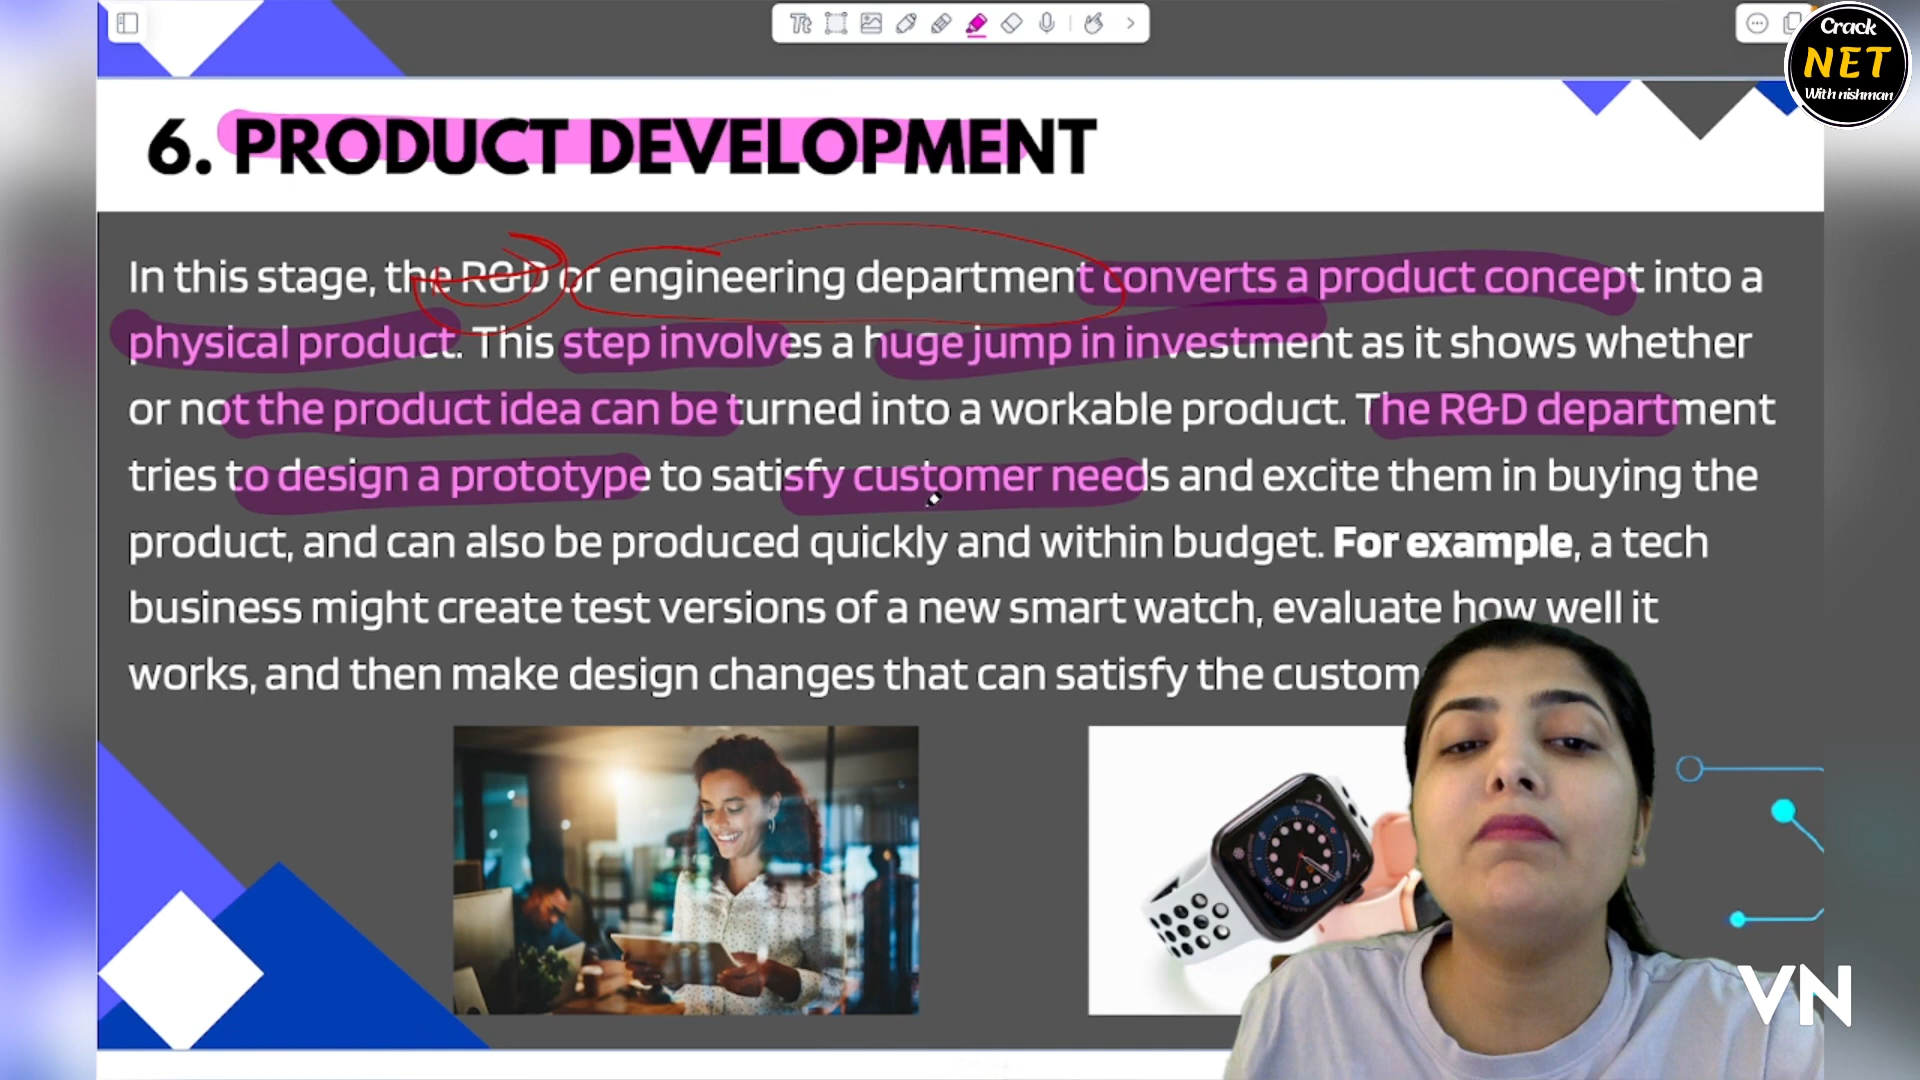 Crack
NET
With nishman
6. PRODUCT DEVELOPMENT
In this stage, the R&D or engineering department converts a product concept into a
physical product. This step involves a huge jump in investment as it shows whether
or not the product idea can be turned into a workable product. The R&D department
tries to design a prototype to satisfy customer needs and excite them in buying the
product, and can also be produced quickly and within budget. For example, a tech
business might create test versions of a new smart watch, evaluate how well it
works, and then make design changes that can satisfy the custom
VN